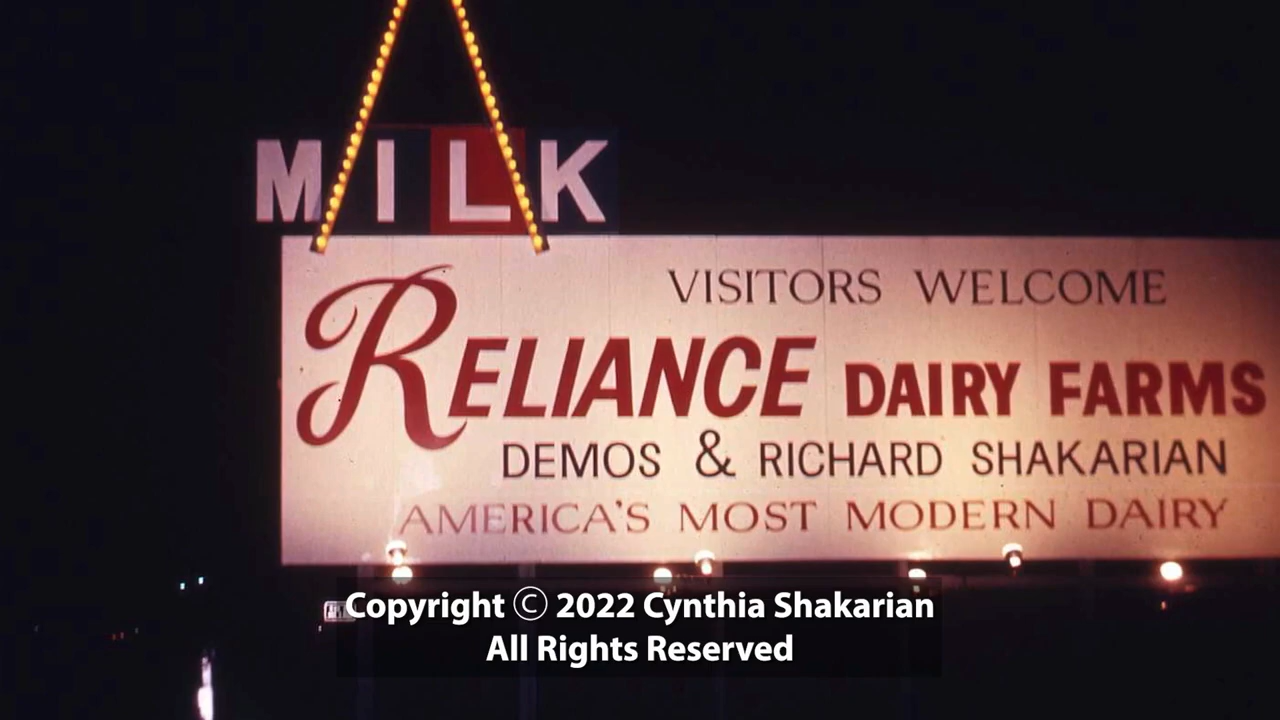 MILK
VISITORS WELCOME
RELIANCE DAIRY FARMS
DEMOS & RICHARD SHAKARIAN
AMERICA'S MOST MODERN DAIRY
Copyright Ⓒ 2022 Cynthia Shakarian
All Rights Reserved